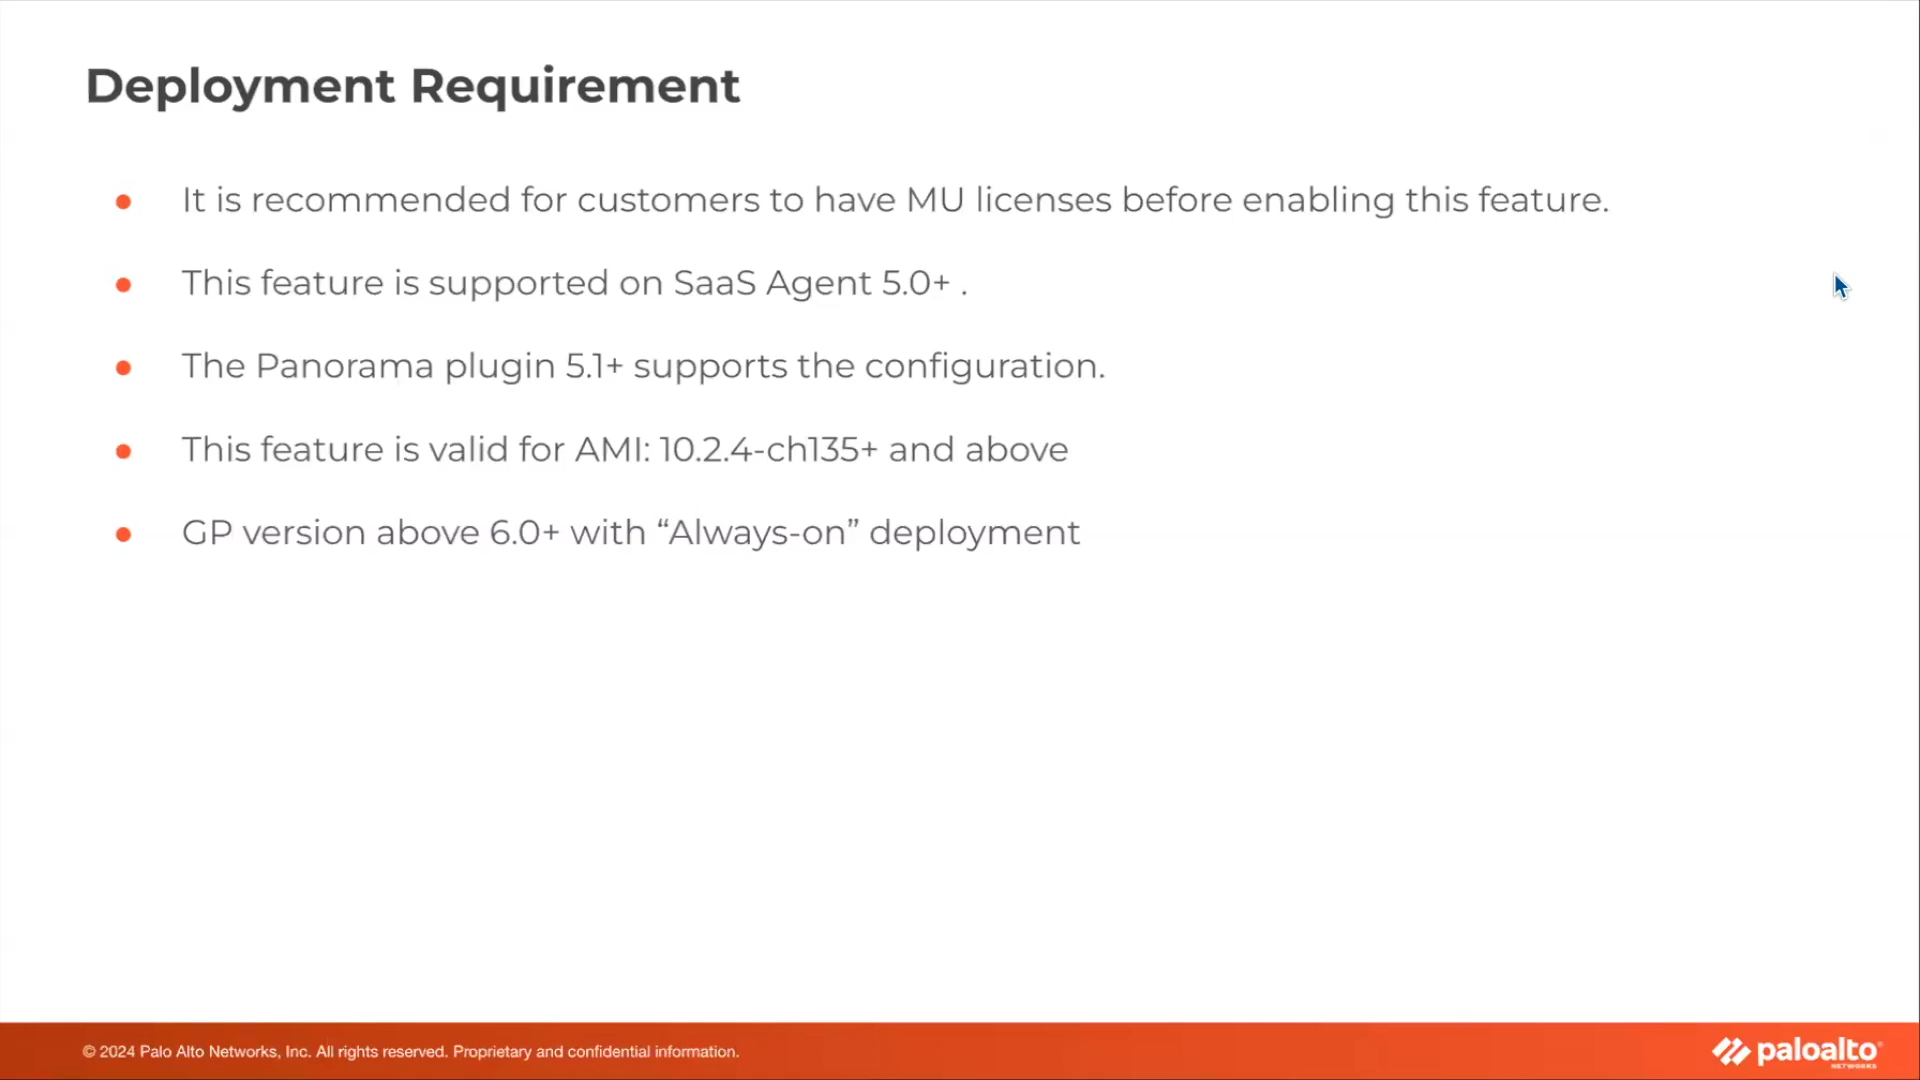 Deployment Requirement
● It is recommended for customers to have MU licenses before enabling this feature.
● This feature is supported on SaaS Agent 5.0+ .
● The Panorama plugin 5.1+ supports the configuration.
● This feature is valid for AMI: 10.2.4-ch135+ and above
● GP version above 6.0+ with “Always-on” deployment
© 2024 Palo Alto Networks, Inc. All rights reserved. Proprietary and confidential information.
paloalto®
NETWORKS